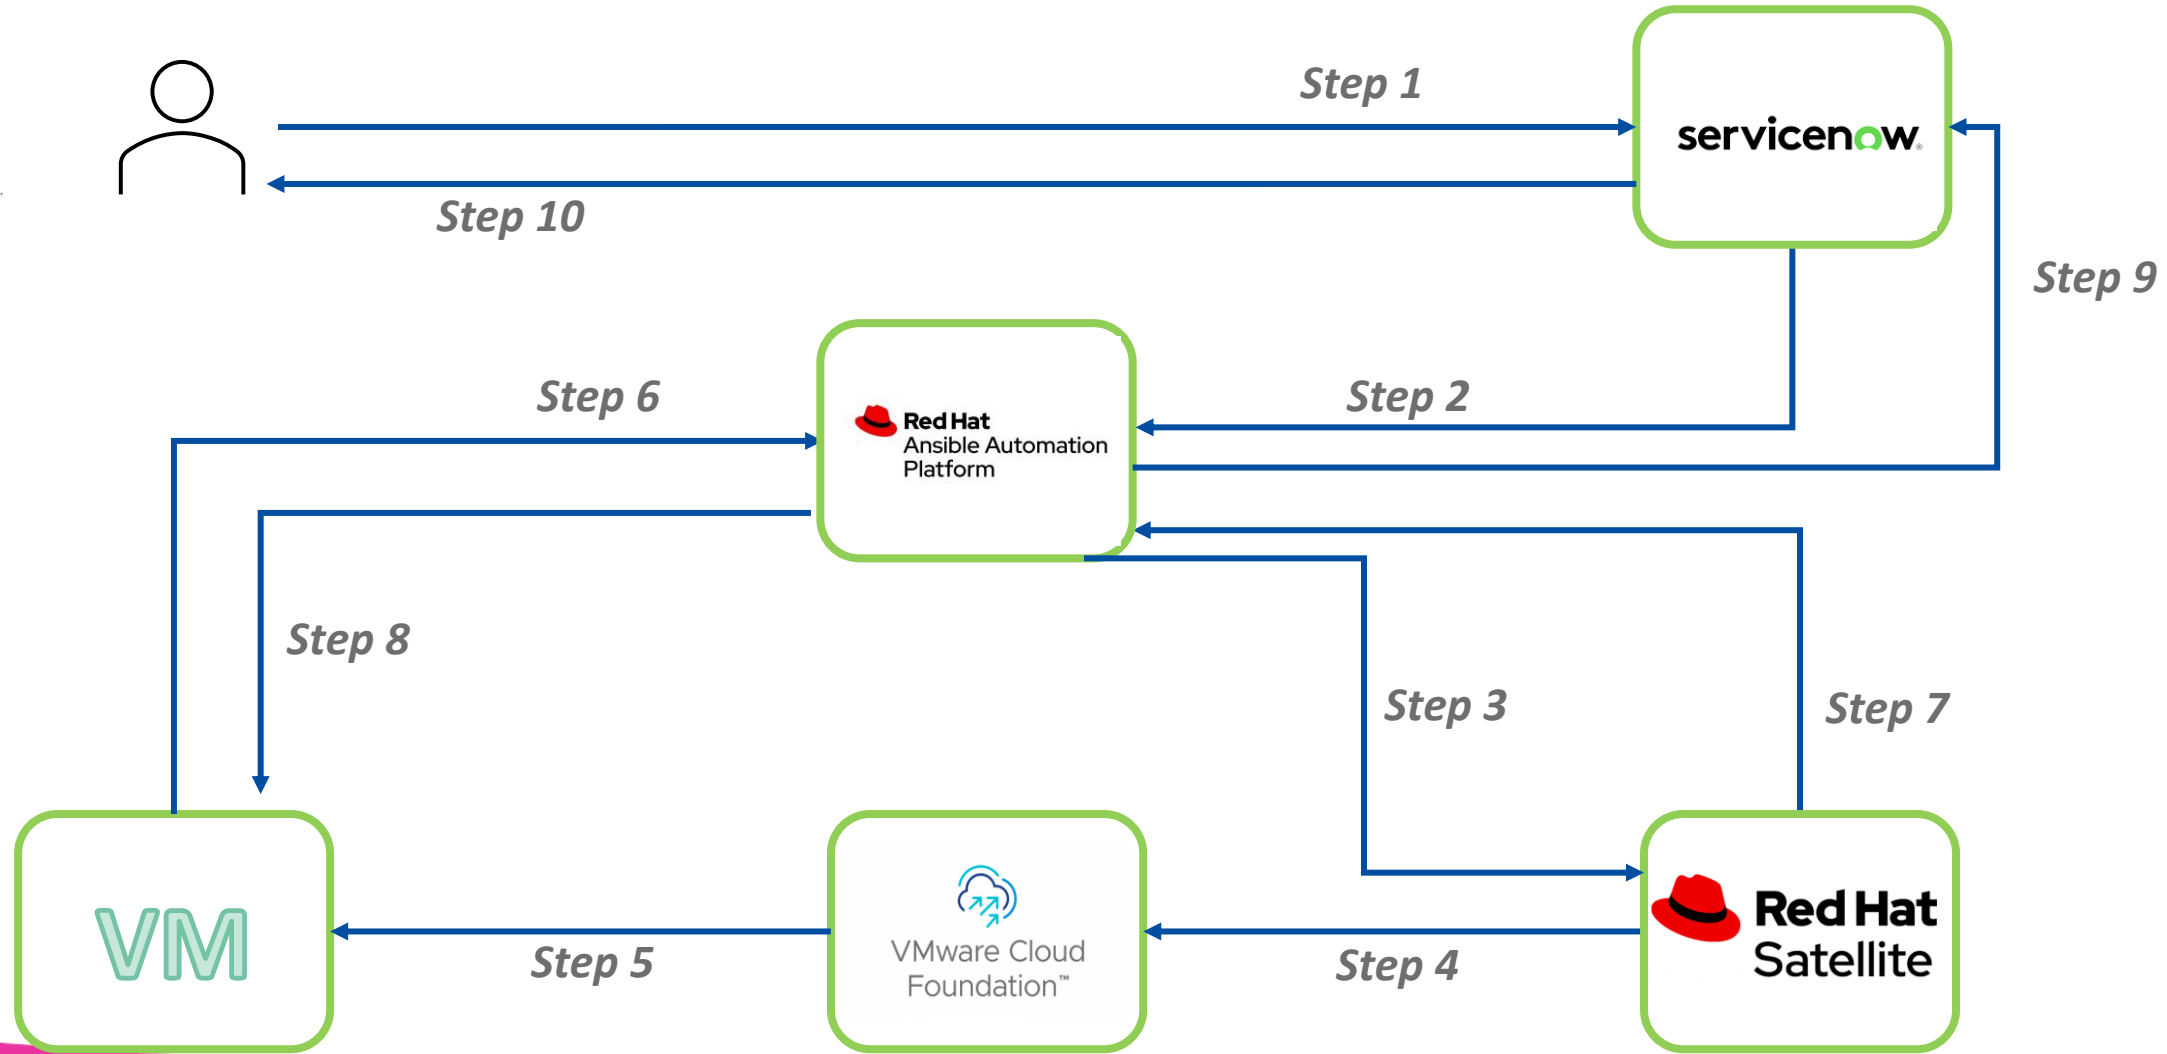 Step 1
servicenow®
Step 10
Step 9
Step 6
Step 2
Red Hat
Ansible Automation
Platform
Step 8
Step 3
Step 7
VM
Step 5
VMware Cloud
Foundation™
Step 4
Red Hat
Satellite